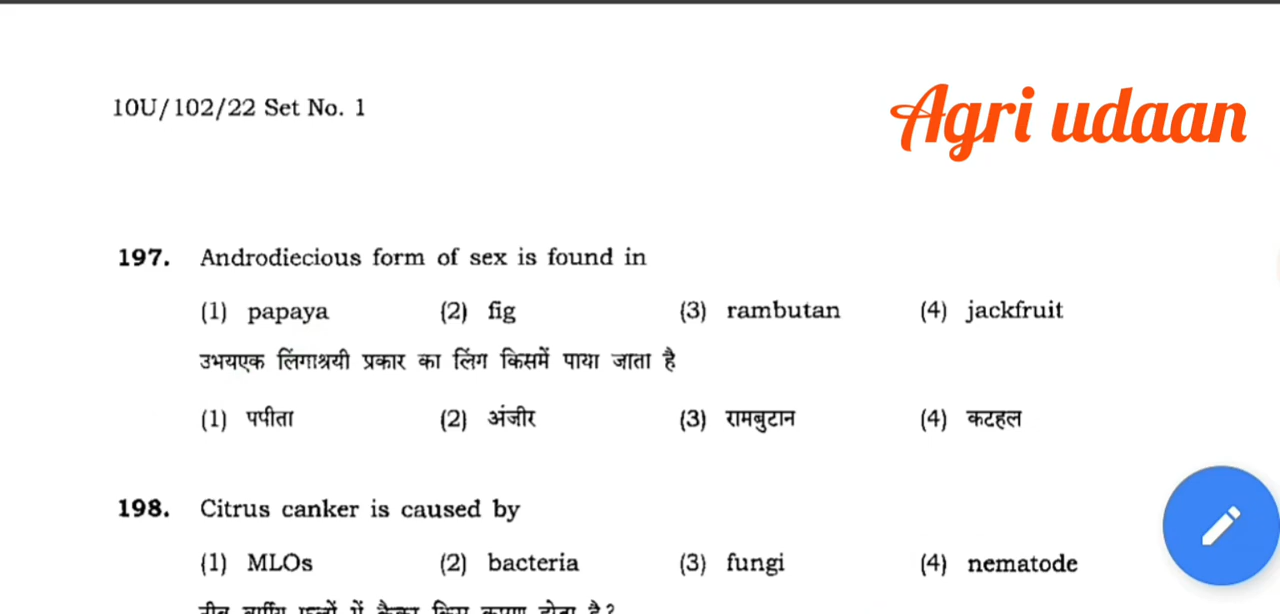 10U/102/22 Set No. 1
Agri udaan
197. Androdiecious form of sex is found in
(1) papaya (2) fig (3) rambutan (4) jackfruit
उभयएक लिंगाश्रयी प्रकार का लिंग किसमें पाया जाता है
(1) पपीता (2) अंजीर (3) रामबुटान (4) कटहल
198. Citrus canker is caused by
(1) MLOs (2) bacteria (3) fungi (4) nematode